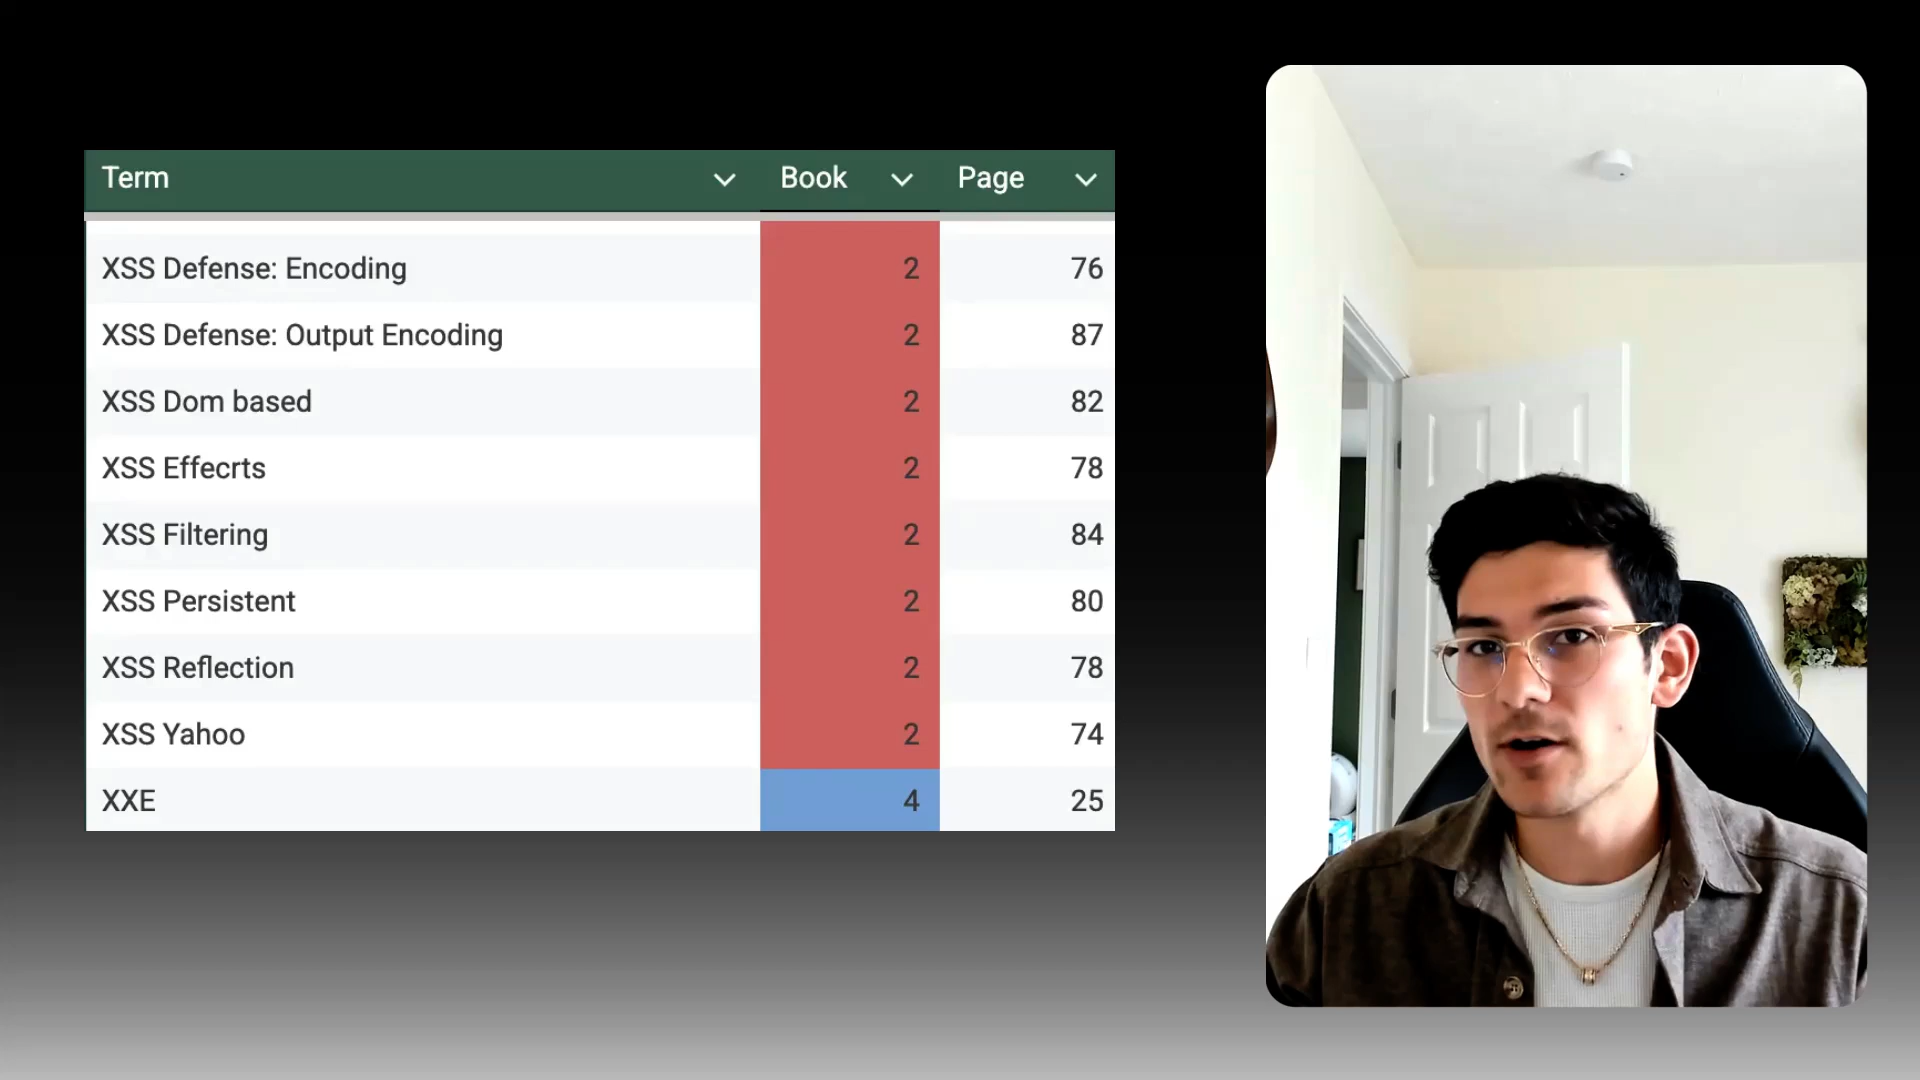 Term Book Page
XSS Defense: Encoding 2 76
XSS Defense: Output Encoding 2 87
XSS Dom based 2 82
XSS Effecrts 2 78
XSS Filtering 2 84
XSS Persistent 2 80
XSS Reflection 2 78
XSS Yahoo 2 74
XXE 4 25